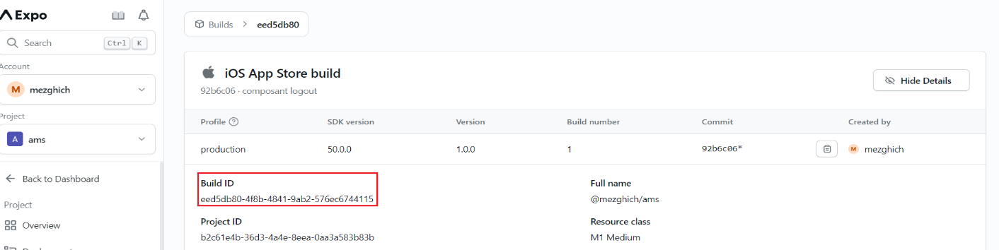 Expo
Search Ctrl K
Account
M mezghich
Project
A ams
Back to Dashboard
Project
Overview
Builds > eed5db80
iOS App Store build
92b6c06 · composant logout
Hide Details
Profile ? SDK version Version Build number Commit Created by
production 50.0.0 1.0.0 1 92b6c06* M mezghich
Build ID
eed5db80-4f8b-4841-9ab2-576ec6744115
Full name
@mezghich/ams
Project ID
b2c61e4b-36d3-4a4e-8eea-0aa3a583b83b
Resource class
M1 Medium